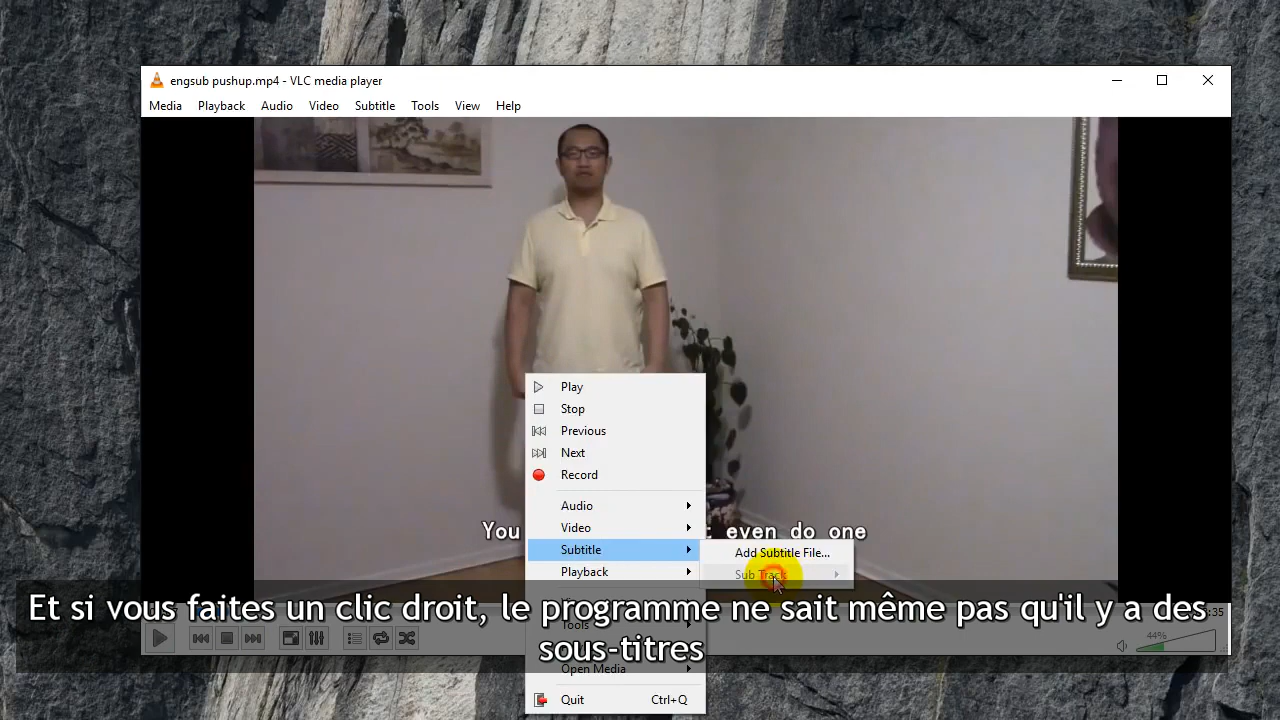 engsub pushup.mp4 - VLC media player
Media Playback Audio Video Subtitle Tools View Help
Play
Stop
Previous
Next
Record
Audio
Video
You even do one
Subtitle
Add Subtitle File...
Playback
Sub Track
Et si vous faites un clic droit, le programme ne sait même pas qu'il y a des
sous-titres
Tools
44%
Open Media
Quit Ctrl+Q